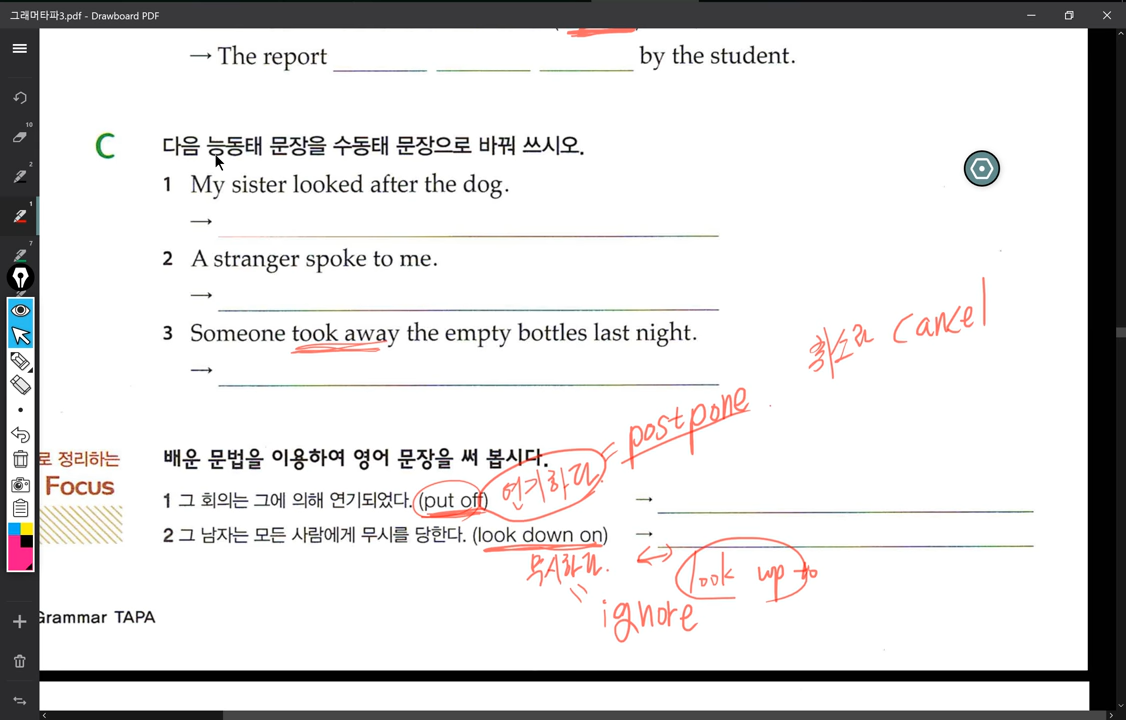 그래머타파3.pdf - Drawboard PDF
→ The report ________ ________ ________ by the student.
10
2
1
7
C
다음 능동태 문장을 수동태 문장으로 바꿔 쓰시오.
1 My sister looked after the dog.
→
2 A stranger spoke to me.
→
3 Someone took away the empty bottles last night.
→
취소하다 cancel
= postpone
로 정리하는
Focus
배운 문법을 이용하여 영어 문장을 써 봅시다.
1 그 회의는 그에 의해 연기되었다. (put off) 연기하다 →
2 그 남자는 모든 사람에게 무시를 당한다. (look down on) →
무시하다. ↔ look up to
ignore
Grammar TAPA